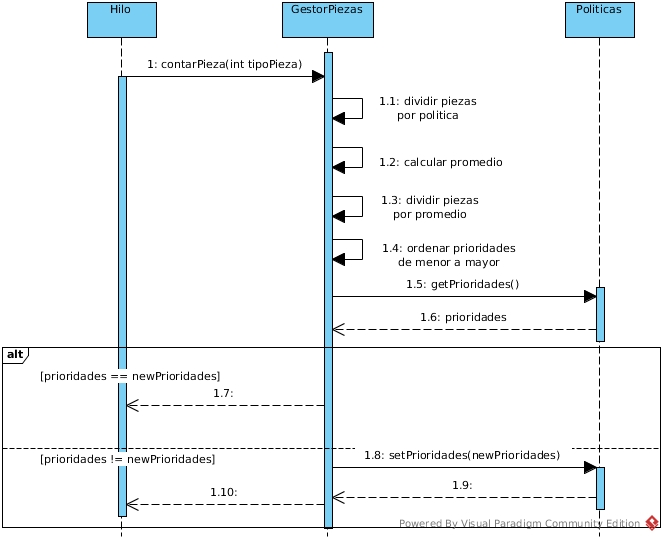 Hilo
GestorPiezas
Politicas
1: contarPieza(int tipoPieza)
1.1: dividir piezas
por politica
1.2: calcular promedio
1.3: dividir piezas
por promedio
1.4: ordenar prioridades
de menor a mayor
1.5: getPrioridades()
1.6: prioridades
alt
[prioridades == newPrioridades]
1.7:
[prioridades != newPrioridades]
1.8: setPrioridades(newPrioridades)
1.9:
1.10:
Powered By Visual Paradigm Community Edition